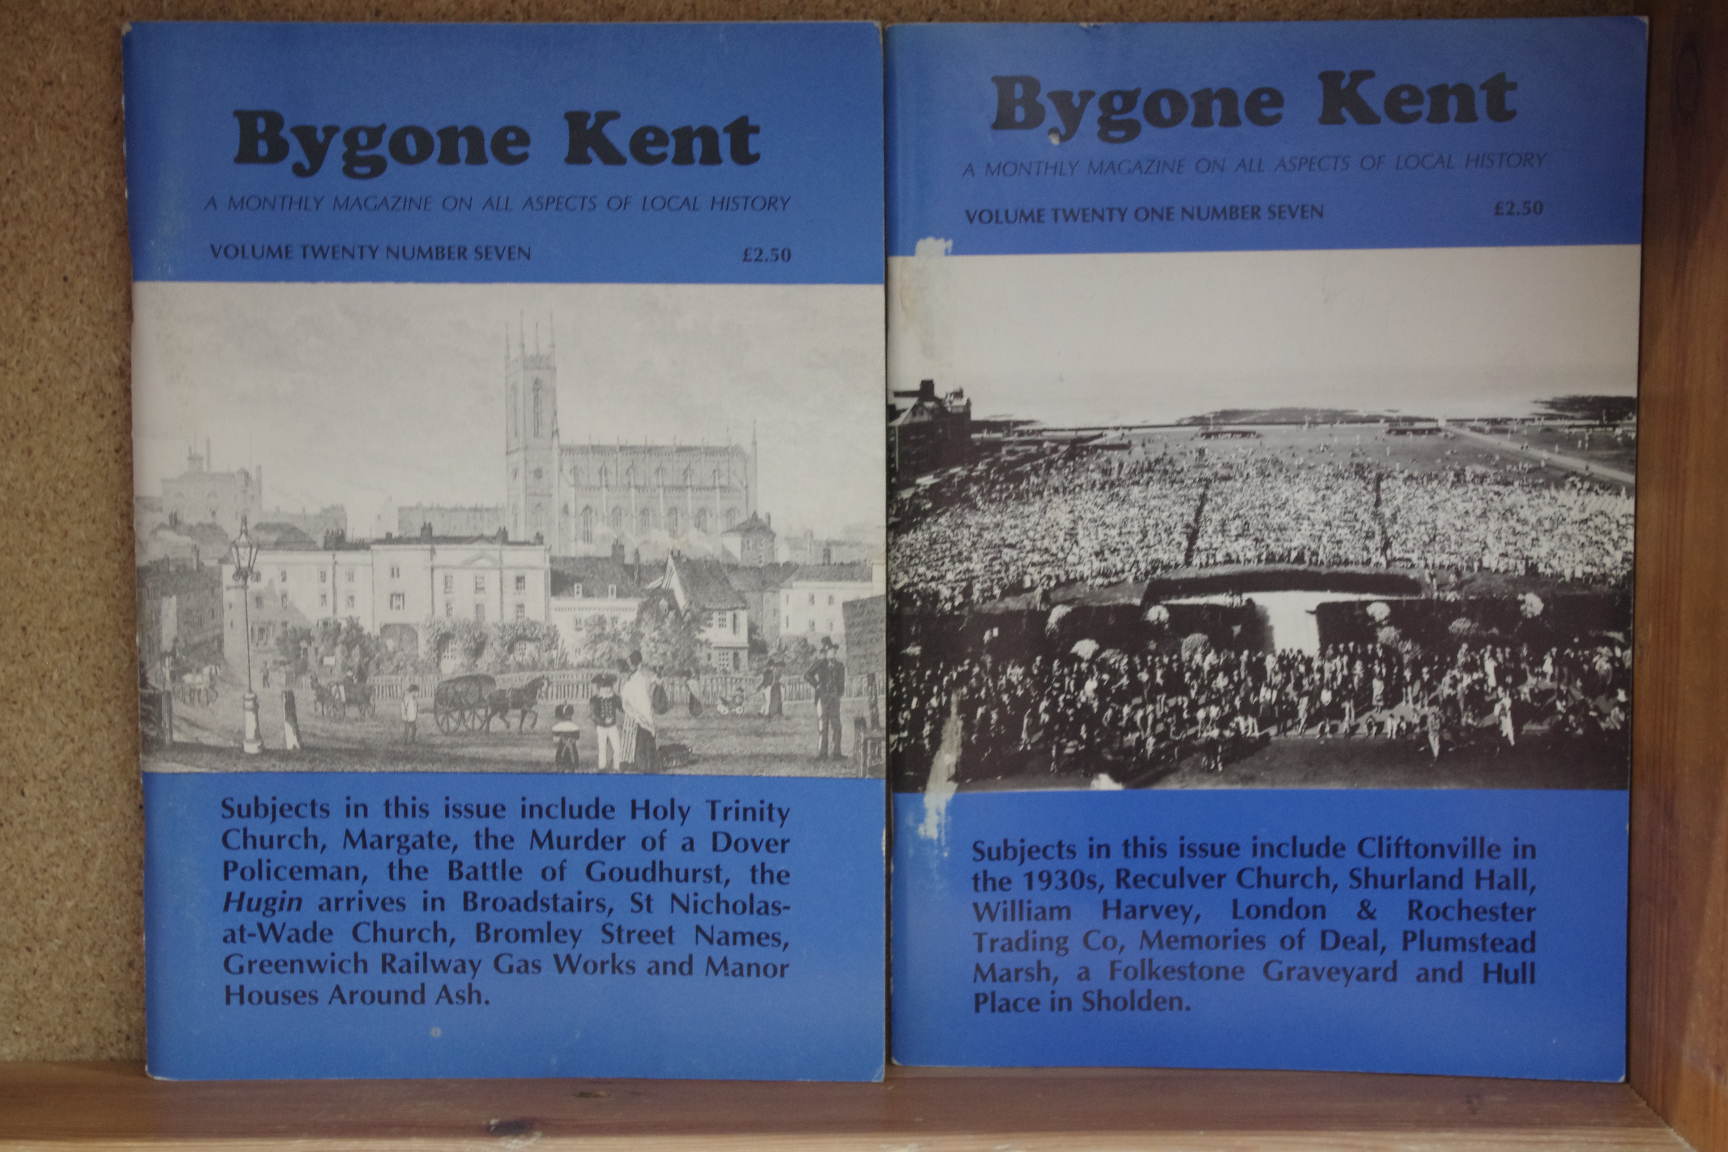 Bygone Kent
A MONTHLY MAGAZINE ON ALL ASPECTS OF LOCAL HISTORY
VOLUME TWENTY NUMBER SEVEN £2.50
Subjects in this issue include Holy Trinity
Church, Margate, the Murder of a Dover
Policeman, the Battle of Goudhurst, the
Hugin arrives in Broadstairs, St Nicholas-
at-Wade Church, Bromley Street Names,
Greenwich Railway Gas Works and Manor
Houses Around Ash.
Bygone Kent
A MONTHLY MAGAZINE ON ALL ASPECTS OF LOCAL HISTORY
VOLUME TWENTY ONE NUMBER SEVEN £2.50
Subjects in this issue include Cliftonville in
the 1930s, Reculver Church, Shurland Hall,
William Harvey, London & Rochester
Trading Co, Memories of Deal, Plumstead
Marsh, a Folkestone Graveyard and Hull
Place in Sholden.